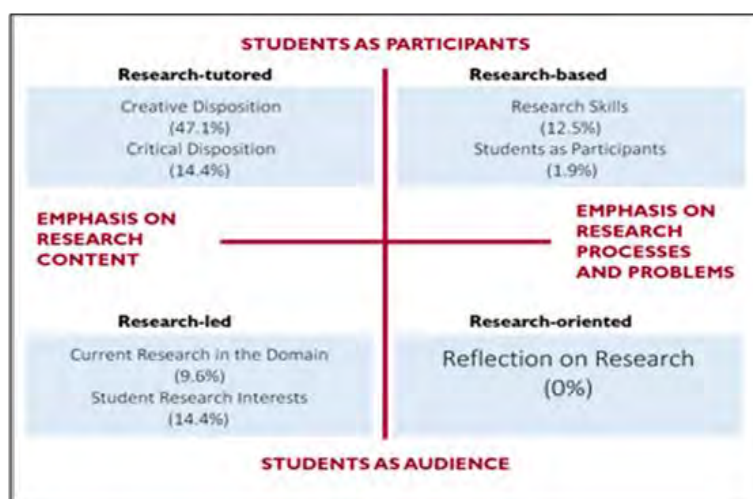 STUDENTS AS PARTICIPANTS
Research-tutored
Creative Disposition
(47.1%)
Critical Disposition
(14.4%)
Research-based
Research Skills
(12.5%)
Students as Participants
(1.9%)
EMPHASIS ON
RESEARCH
CONTENT
EMPHASIS ON
RESEARCH
PROCESSES
AND PROBLEMS
Research-led
Current Research in the Domain
(9.6%)
Student Research Interests
(14.4%)
Research-oriented
Reflection on Research
(0%)
STUDENTS AS AUDIENCE